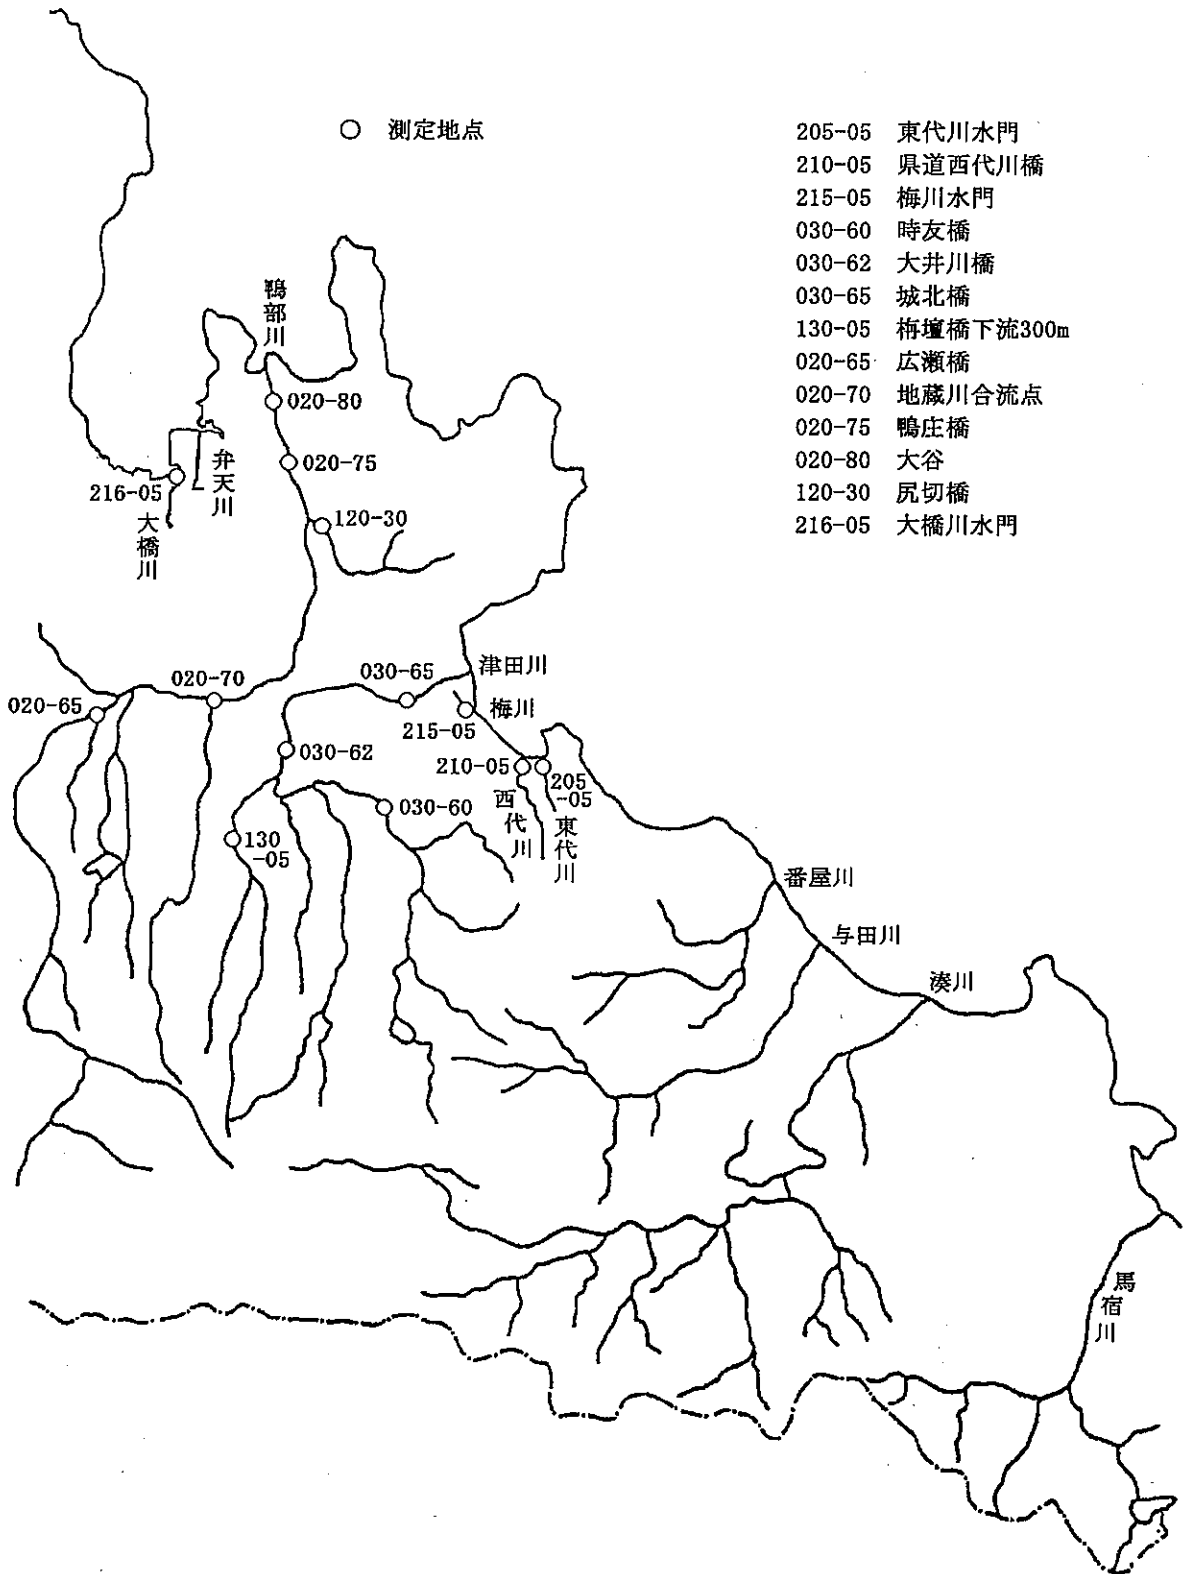 ○ 測定地点
205-05 東代川水門
210-05 県道西代川橋
215-05 梅川水門
030-60 時友橋
030-62 大井川橋
030-65 城北橋
130-05 栴壇橋下流300m
020-65 広瀬橋
020-70 地蔵川合流点
020-75 鴨庄橋
020-80 大谷
120-30 尻切橋
216-05 大橋川水門
鴨部川
020-80
020-75
216-05
弁天川
大橋川
120-30
津田川
030-65
020-70
020-65
梅川
215-05
030-62
210-05
205
-05
西代川
東代川
030-60
130
-05
番屋川
与田川
湊川
馬宿川